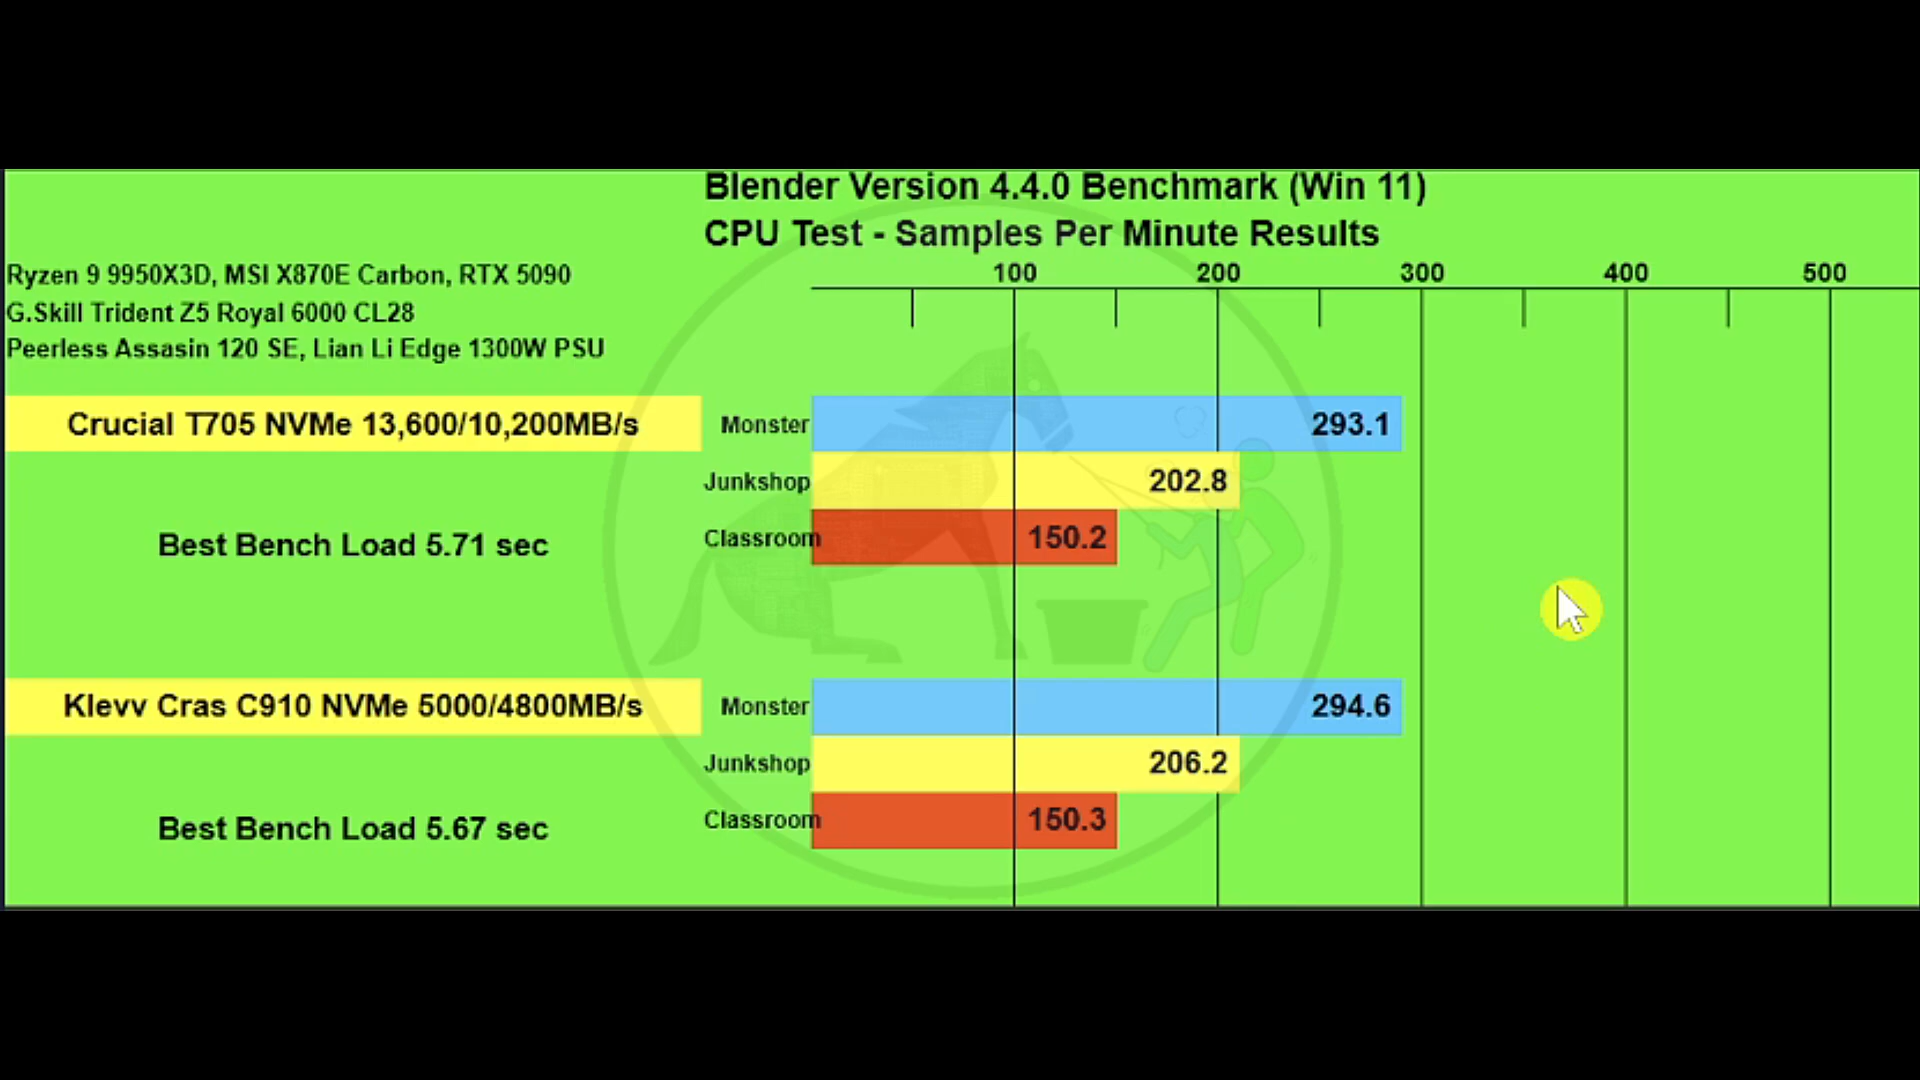 Blender Version 4.4.0 Benchmark (Win 11)
CPU Test - Samples Per Minute Results
100 200 300 400 500
Ryzen 9 9950X3D, MSI X870E Carbon, RTX 5090
G.Skill Trident Z5 Royal 6000 CL28
Peerless Assasin 120 SE, Lian Li Edge 1300W PSU
Crucial T705 NVMe 13,600/10,200MB/s
Monster 293.1
Junkshop 202.8
Classroom 150.2
Best Bench Load 5.71 sec
Klevv Cras C910 NVMe 5000/4800MB/s
Monster 294.6
Junkshop 206.2
Classroom 150.3
Best Bench Load 5.67 sec